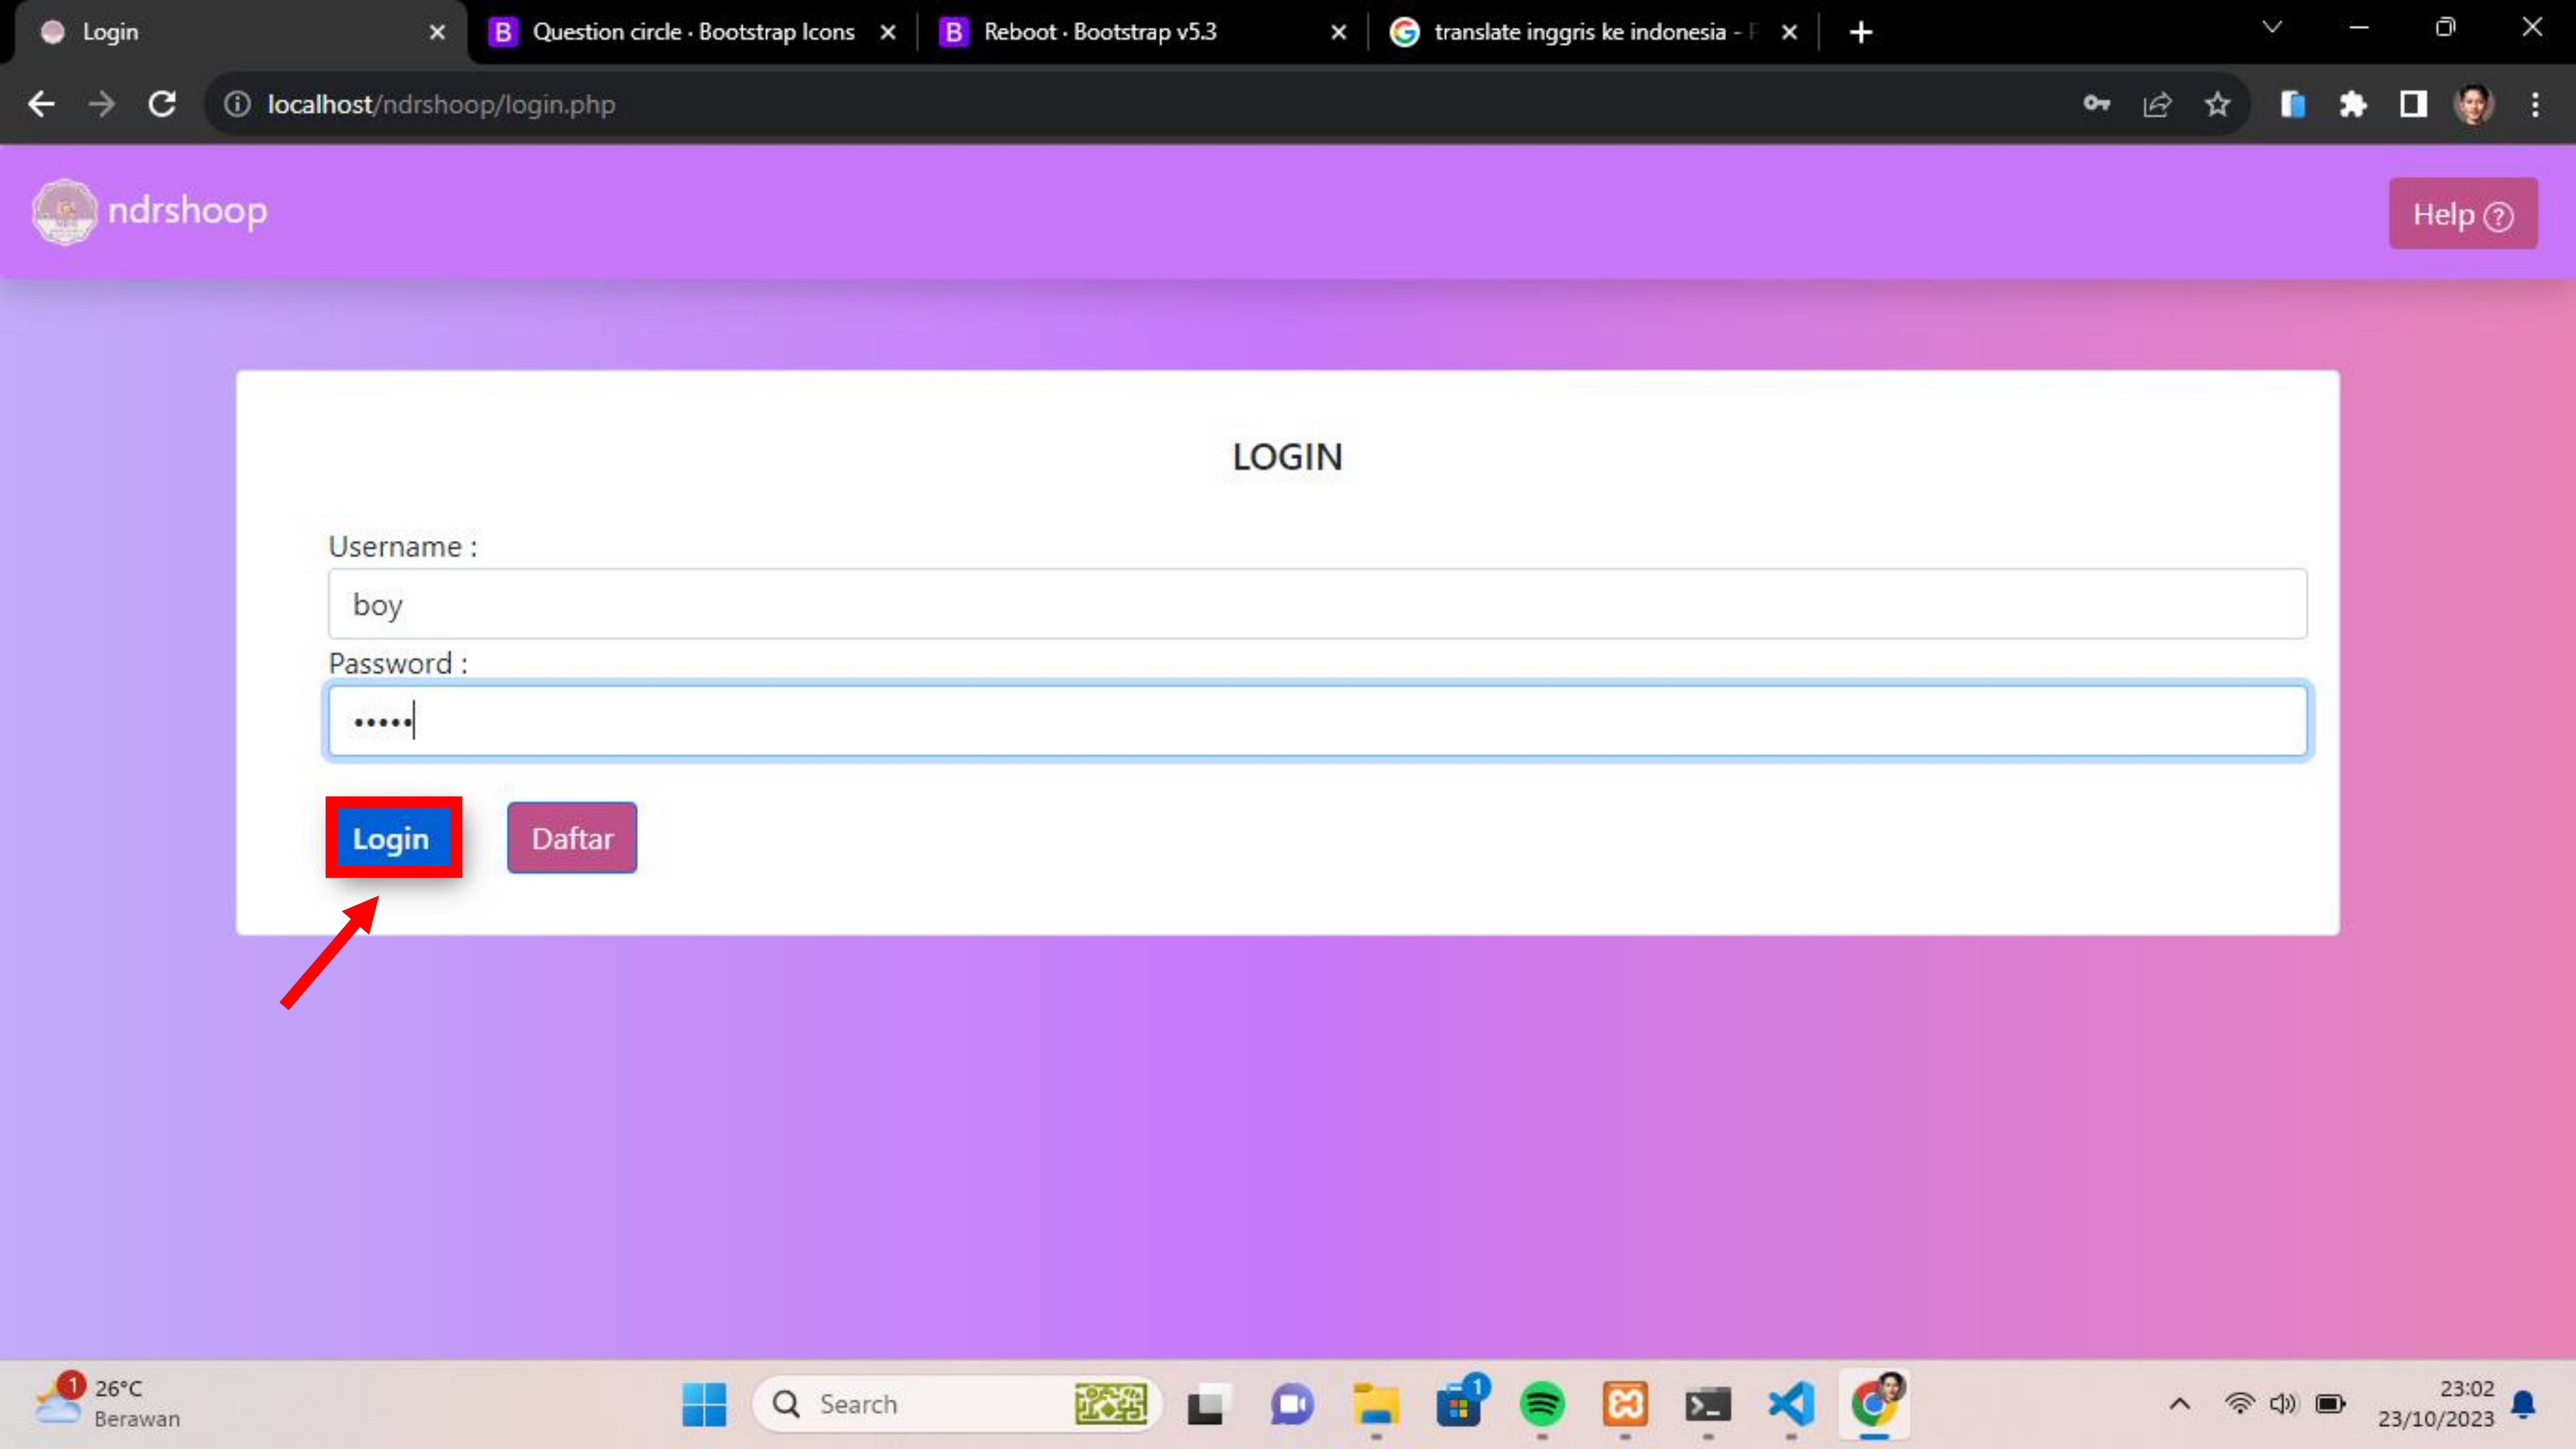 Login
Question circle · Bootstrap Icons
Reboot · Bootstrap v5.3
translate inggris ke indonesia -
localhost/ndrshoop/login.php
ndrshoop
Help
LOGIN
Username :
boy
Password :
•••••
Login
Daftar
1
26°C
Berawan
Search
1
23:02
23/10/2023